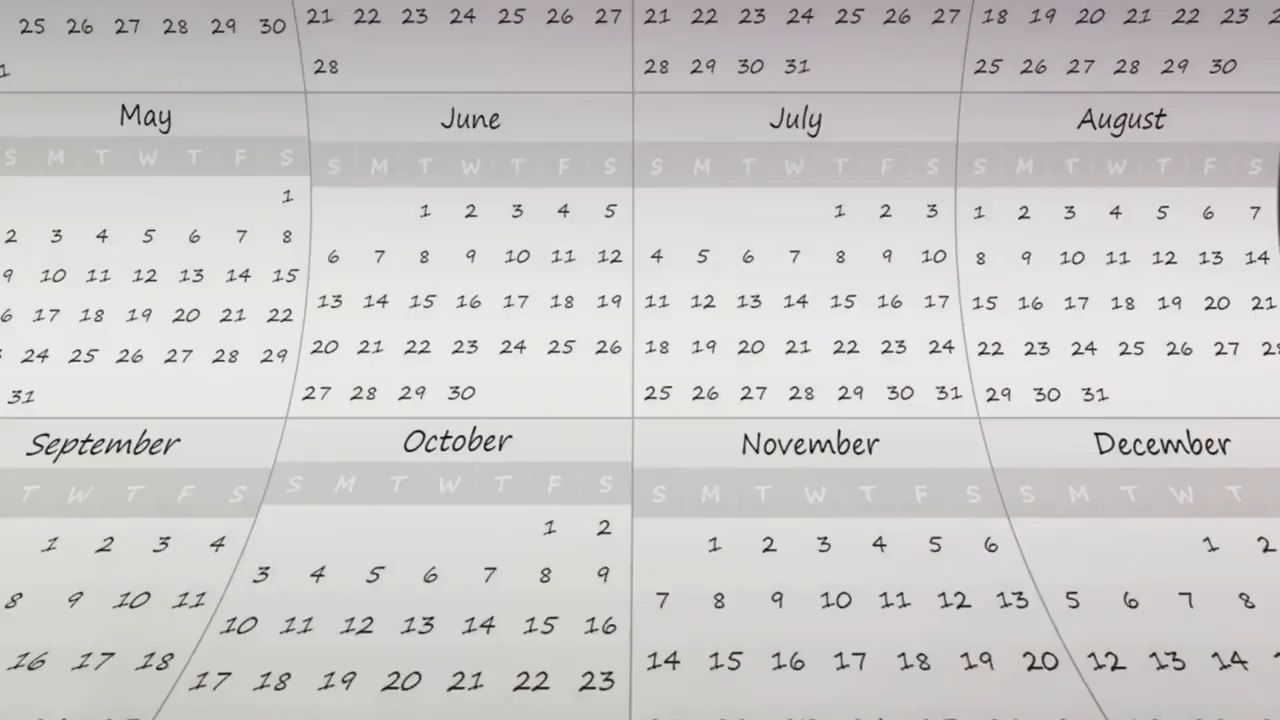 25 26 27 28 29 30
21 22 23 24 25 26 27
28
21 22 23 24 25 26 27
28 29 30 31
18 19 20 21 22 23
25 26 27 28 29 30
May
S M T W T F S
1
2 3 4 5 6 7 8
9 10 11 12 13 14 15
6 17 18 19 20 21 22
24 25 26 27 28 29
31
June
S M T W T F S
1 2 3 4 5
6 7 8 9 10 11 12
13 14 15 16 17 18 19
20 21 22 23 24 25 26
27 28 29 30
July
S M T W T F S
1 2 3
4 5 6 7 8 9 10
11 12 13 14 15 16 17
18 19 20 21 22 23 24
25 26 27 28 29 30 31
August
S M T W T F S
1 2 3 4 5 6 7
8 9 10 11 12 13 14
15 16 17 18 19 20 21
22 23 24 25 26 27 28
29 30 31
September
T W T F S
1 2 3 4
8 9 10 11
16 17 18
October
S M T W T F S
1 2
3 4 5 6 7 8 9
10 11 12 13 14 15 16
17 18 19 20 21 22 23
November
S M T W T F S
1 2 3 4 5 6
7 8 9 10 11 12 13
14 15 16 17 18 19 20
December
S M T W T
1 2
5 6 7 8
12 13 14